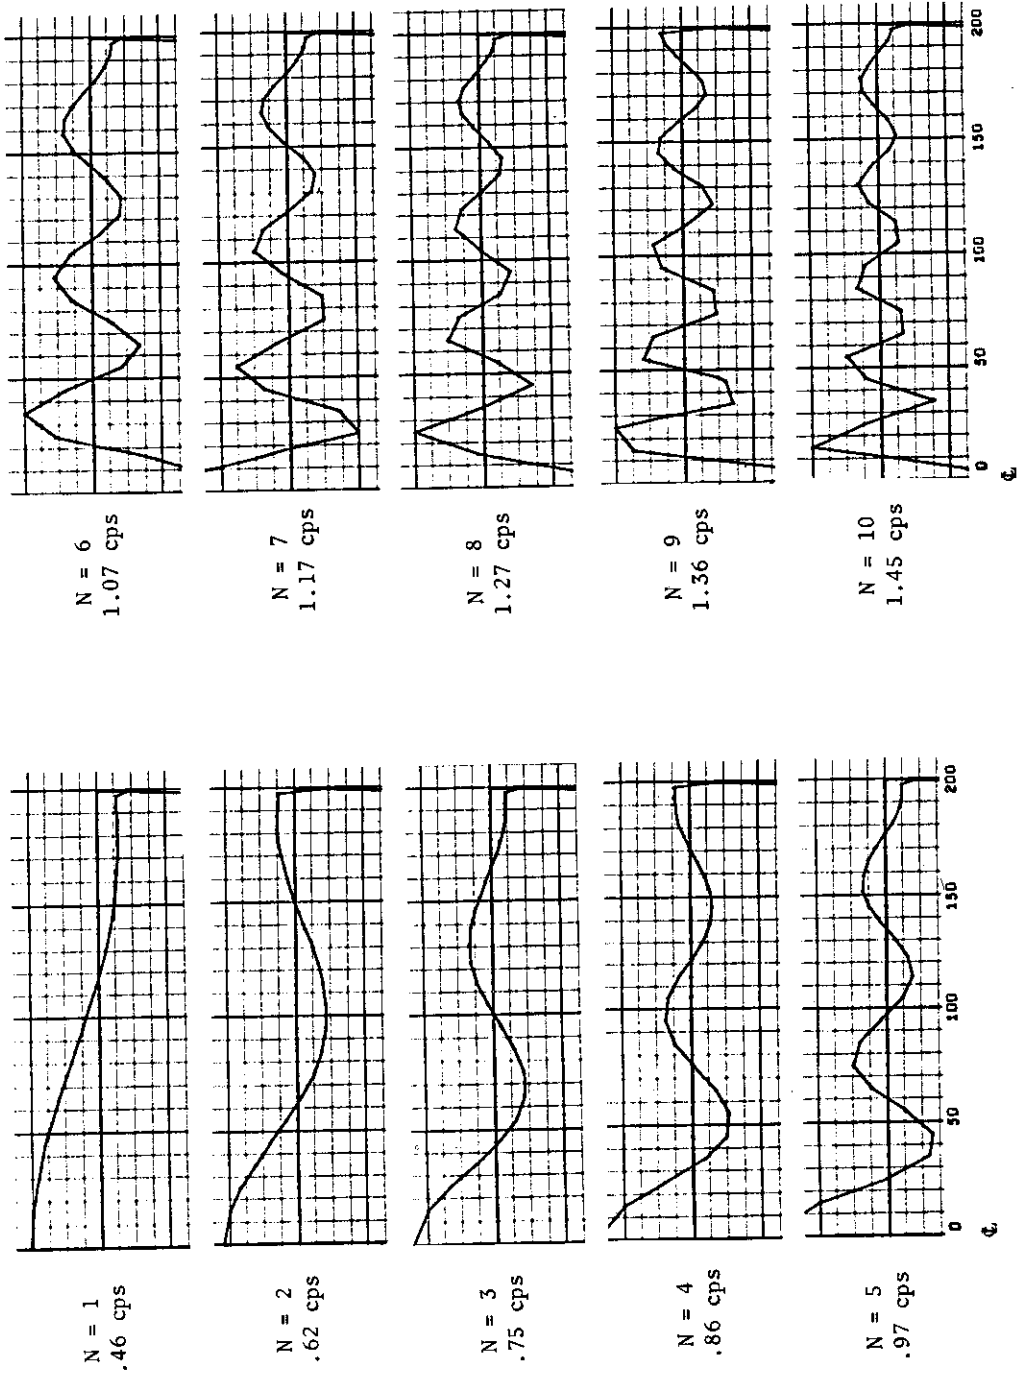 N = 1
.46 cps
N = 2
.62 cps
N = 3
.75 cps
N = 4
.86 cps
N = 5
.97 cps
0 50 100 150 200
℄
N = 6
1.07 cps
N = 7
1.17 cps
N = 8
1.27 cps
N = 9
1.36 cps
N = 10
1.45 cps
0 50 100 150 200
℄